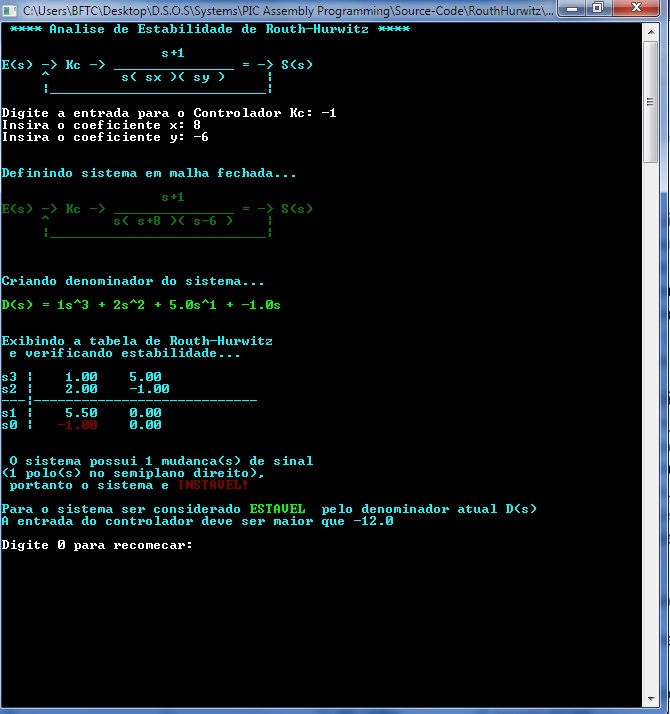 C:\Users\BFTC\Desktop\D.S.O.S\Systems\PIC Assembly Programming\Source-Code\RouthHurwitz\...
**** Analise de Estabilidade de Routh-Hurwitz ****
s+1
E(s) -> Kc -> _______________ = -> S(s)
^ s( sx )( sy ) ¦
¦___________________________¦
Digite a entrada para o Controlador Kc: -1
Insira o coeficiente x: 8
Insira o coeficiente y: -6
Definindo sistema em malha fechada...
s+1
E(s) -> Kc -> _______________ = -> S(s)
^ s( s+8 )( s-6 ) ¦
¦___________________________¦
Criando denominador do sistema...
D(s) = 1s^3 + 2s^2 + 5.0s^1 + -1.0s
Exibindo a tabela de Routh-Hurwitz
e verificando estabilidade...
s3 ¦ 1.00 5.00
s2 ¦ 2.00 -1.00
---¦----------------------------
s1 ¦ 5.50 0.00
s0 ¦ -1.00 0.00
O sistema possui 1 mudanca(s) de sinal
(1 polo(s) no semiplano direito),
portanto o sistema e INSTAVEL!
Para o sistema ser considerado ESTAVEL pelo denominador atual D(s)
A entrada do controlador deve ser maior que -12.0
Digite 0 para recomecar: